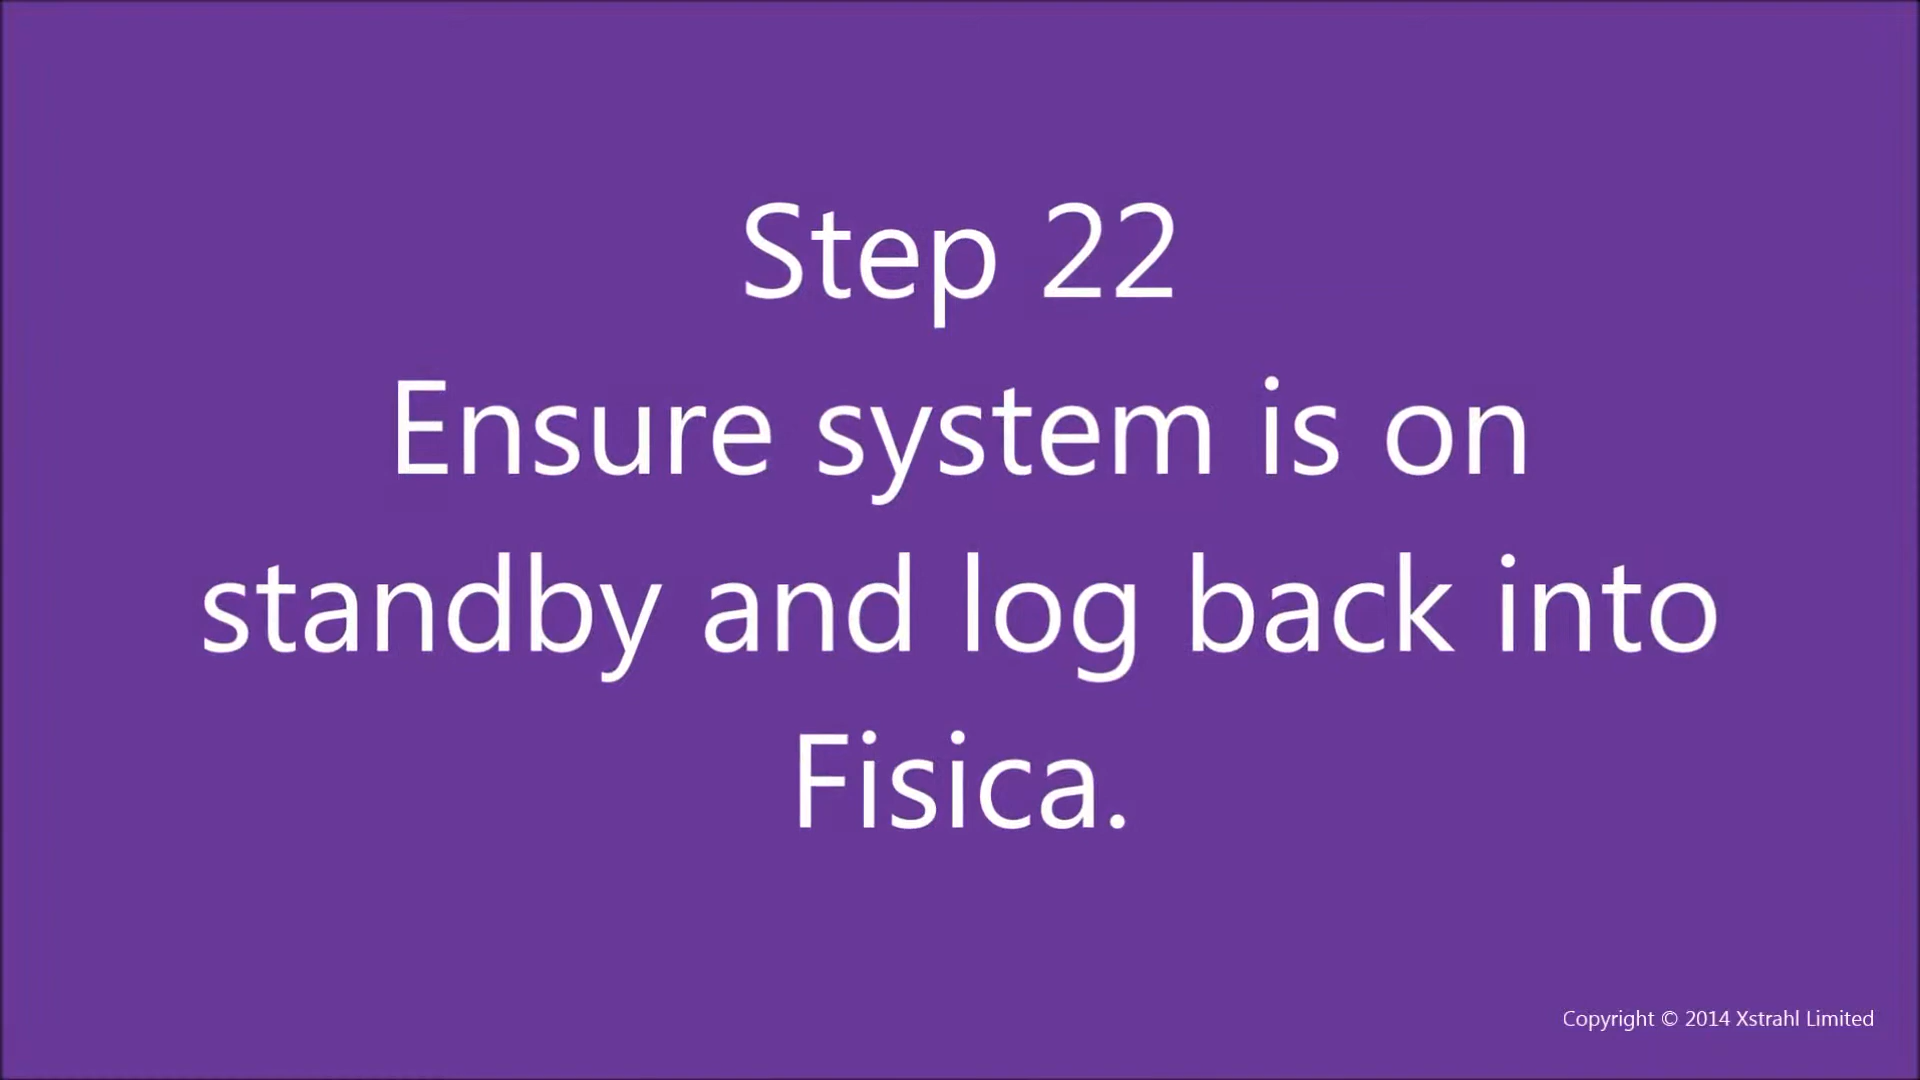 Step 22
Ensure system is on
standby and log back into
Fisica.
Copyright © 2014 Xstrahl Limited